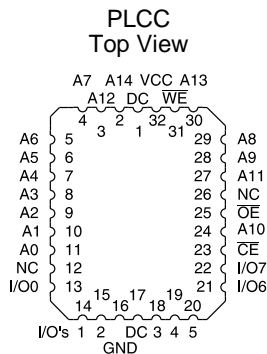 PLCC
Top View
A7 A14 VCC A13
A12 DC W̅E̅
4 3 2 1 32 31 30
A6 5 29 A8
A5 6 28 A9
A4 7 27 A11
A3 8 26 NC
A2 9 25 O̅E̅
A1 10 24 A10
A0 11 23 C̅E̅
NC 12 22 I/O7
I/O0 13 21 I/O6
14 15 16 17 18 19 20
I/O's 1 2 DC 3 4 5
GND